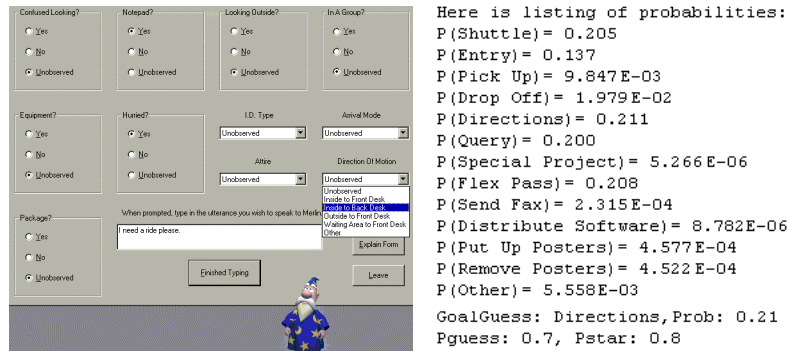 Confused Looking?
Yes
No
Unobserved
Notepad?
Yes
No
Unobserved
Looking Outside?
Yes
No
Unobserved
In A Group?
Yes
No
Unobserved
Equipment?
Yes
No
Unobserved
Hurried?
Yes
No
Unobserved
I.D. Type
Unobserved
Arrival Mode
Unobserved
Attire
Unobserved
Direction Of Motion
Unobserved
Unobserved
Inside to Front Desk
Inside to Back Desk
Outside to Front Desk
Waiting Area to Front Desk
Other
Package?
Yes
No
Unobserved
When prompted, type in the utterance you wish to speak to Merlin
I need a ride please.
Explain Form
Finished Typing
Leave
Here is listing of probabilities:
P(Shuttle)= 0.205
P(Entry)= 0.137
P(Pick Up)= 9.847E-03
P(Drop Off)= 1.979E-02
P(Directions)= 0.211
P(Query)= 0.200
P(Special Project)= 5.266E-06
P(Flex Pass)= 0.208
P(Send Fax)= 2.315E-04
P(Distribute Software)= 8.782E-06
P(Put Up Posters)= 4.577E-04
P(Remove Posters)= 4.522E-04
P(Other)= 5.558E-03
GoalGuess: Directions,Prob: 0.21
Pguess: 0.7, Pstar: 0.8